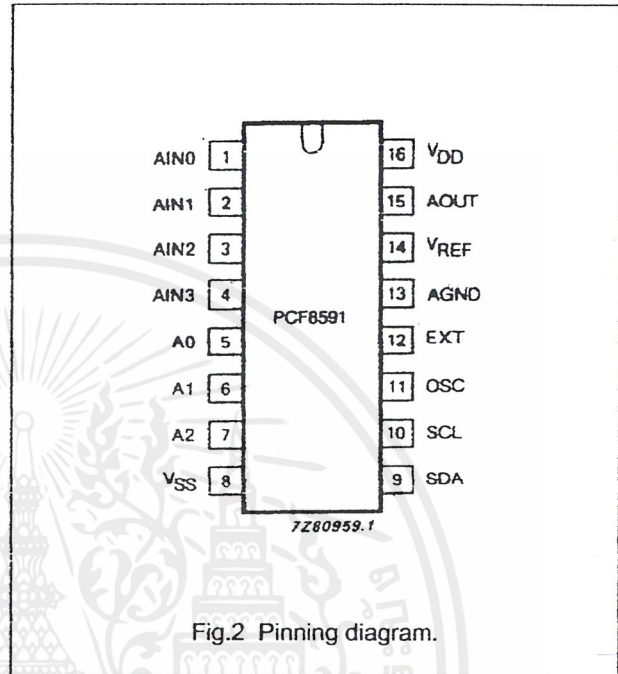 AIN0 1 16 VDD
AIN1 2 15 AOUT
AIN2 3 14 VREF
AIN3 4 13 AGND
PCF8591
A0 5 12 EXT
A1 6 11 OSC
A2 7 10 SCL
VSS 8 9 SDA
7Z80959.1
Fig.2 Pinning diagram.